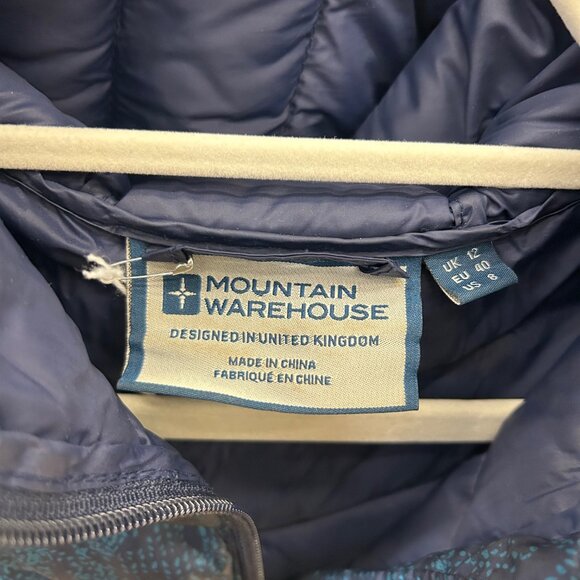 MOUNTAIN
WAREHOUSE
DESIGNED IN UNITED KINGDOM
MADE IN CHINA
FABRIQUÉ EN CHINE
UK 12
EU 40
US 8